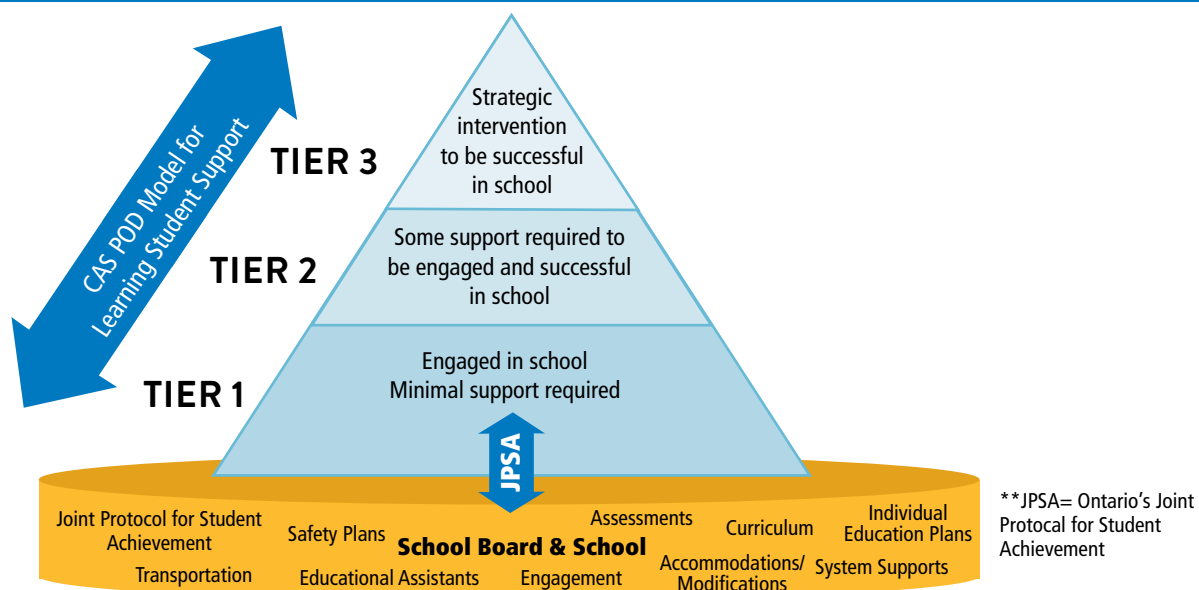 CAS POD Model for
Learning Student Support
TIER 3
Strategic
intervention
to be successful
in school
TIER 2
Some support required to
be engaged and successful
in school
TIER 1
Engaged in school
Minimal support required
JPSA
Joint Protocol for Student
Achievement
Safety Plans
School Board & School
Assessments
Curriculum
Individual
Education Plans
Transportation
Educational Assistants
Engagement
Accommodations/
Modifications
System Supports
**JPSA= Ontario's Joint
Protocal for Student
Achievement